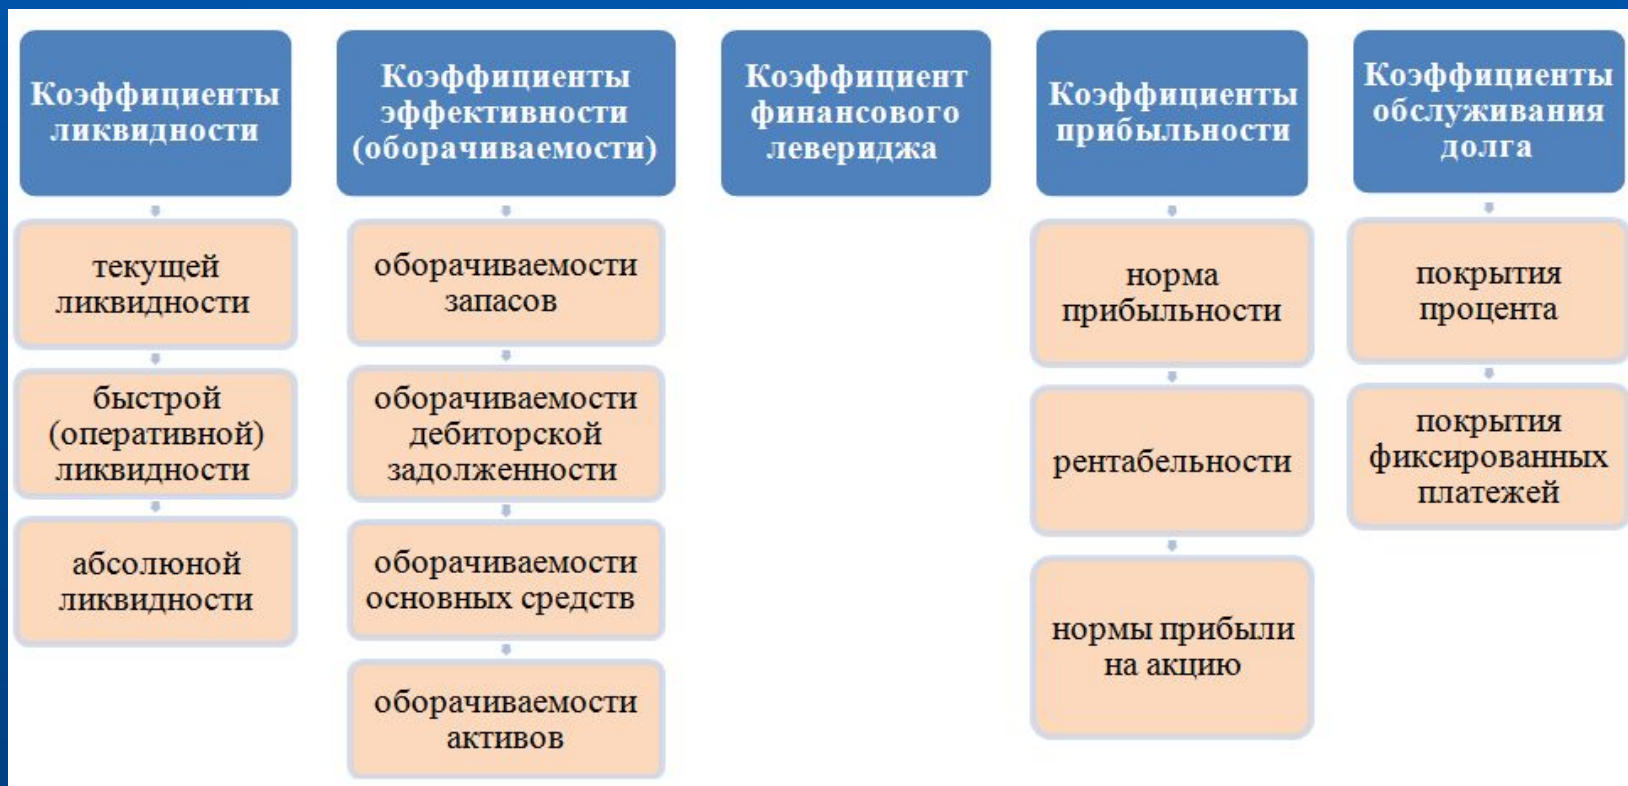 Коэффициенты
ликвидности
текущей
ликвидности
быстрой
(оперативной)
ликвидности
абсолюной
ликвидности
Коэффициенты
эффективности
(оборачиваемости)
оборачиваемости
запасов
оборачиваемости
дебиторской
задолженности
оборачиваемости
основных средств
оборачиваемости
активов
Коэффициент
финансового
левериджа
Коэффициенты
прибыльности
норма
прибыльности
рентабельности
нормы прибыли
на акцию
Коэффициенты
обслуживания
долга
покрытия
процента
покрытия
фиксированных
платежей